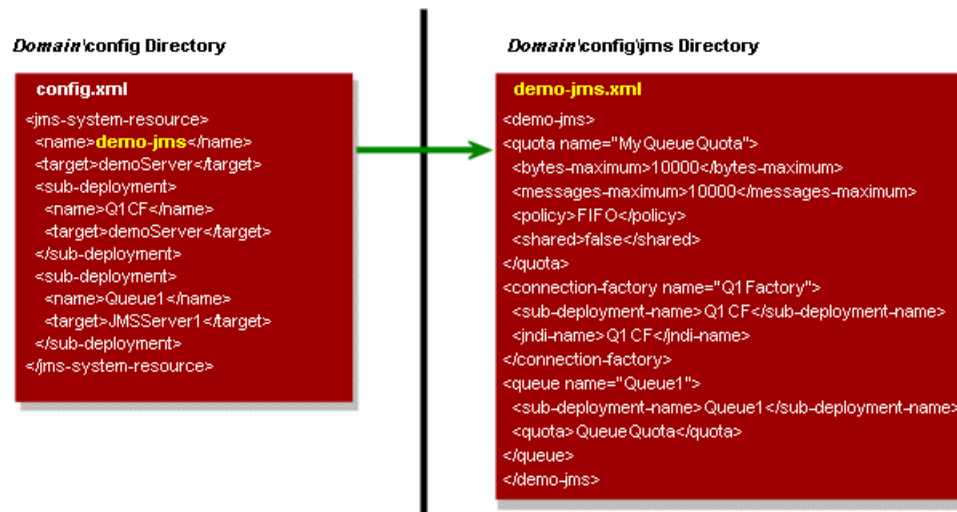 Domain\config Directory
config.xml
<jms-system-resource>
<name>demo-jms</name>
<target>demoServer</target>
<sub-deployment>
<name>Q1CF</name>
<target>demoServer</target>
</sub-deployment>
<sub-deployment>
<name>Queue1</name>
<target>JMSServer1</target>
</sub-deployment>
</jms-system-resource>
Domain\config\jms Directory
demo-jms.xml
<demo-jms>
<quota name="MyQueueQuota">
<bytes-maximum>10000</bytes-maximum>
<messages-maximum>10000</messages-maximum>
<policy>FIFO</policy>
<shared>false</shared>
</quota>
<connection-factory name="Q1Factory">
<sub-deployment-name>Q1CF</sub-deployment-name>
<jndi-name>Q1CF</jndi-name>
</connection-factory>
<queue name="Queue1">
<sub-deployment-name>Queue1</sub-deployment-name>
<quota>QueueQuota</quota>
</queue>
</demo-jms>